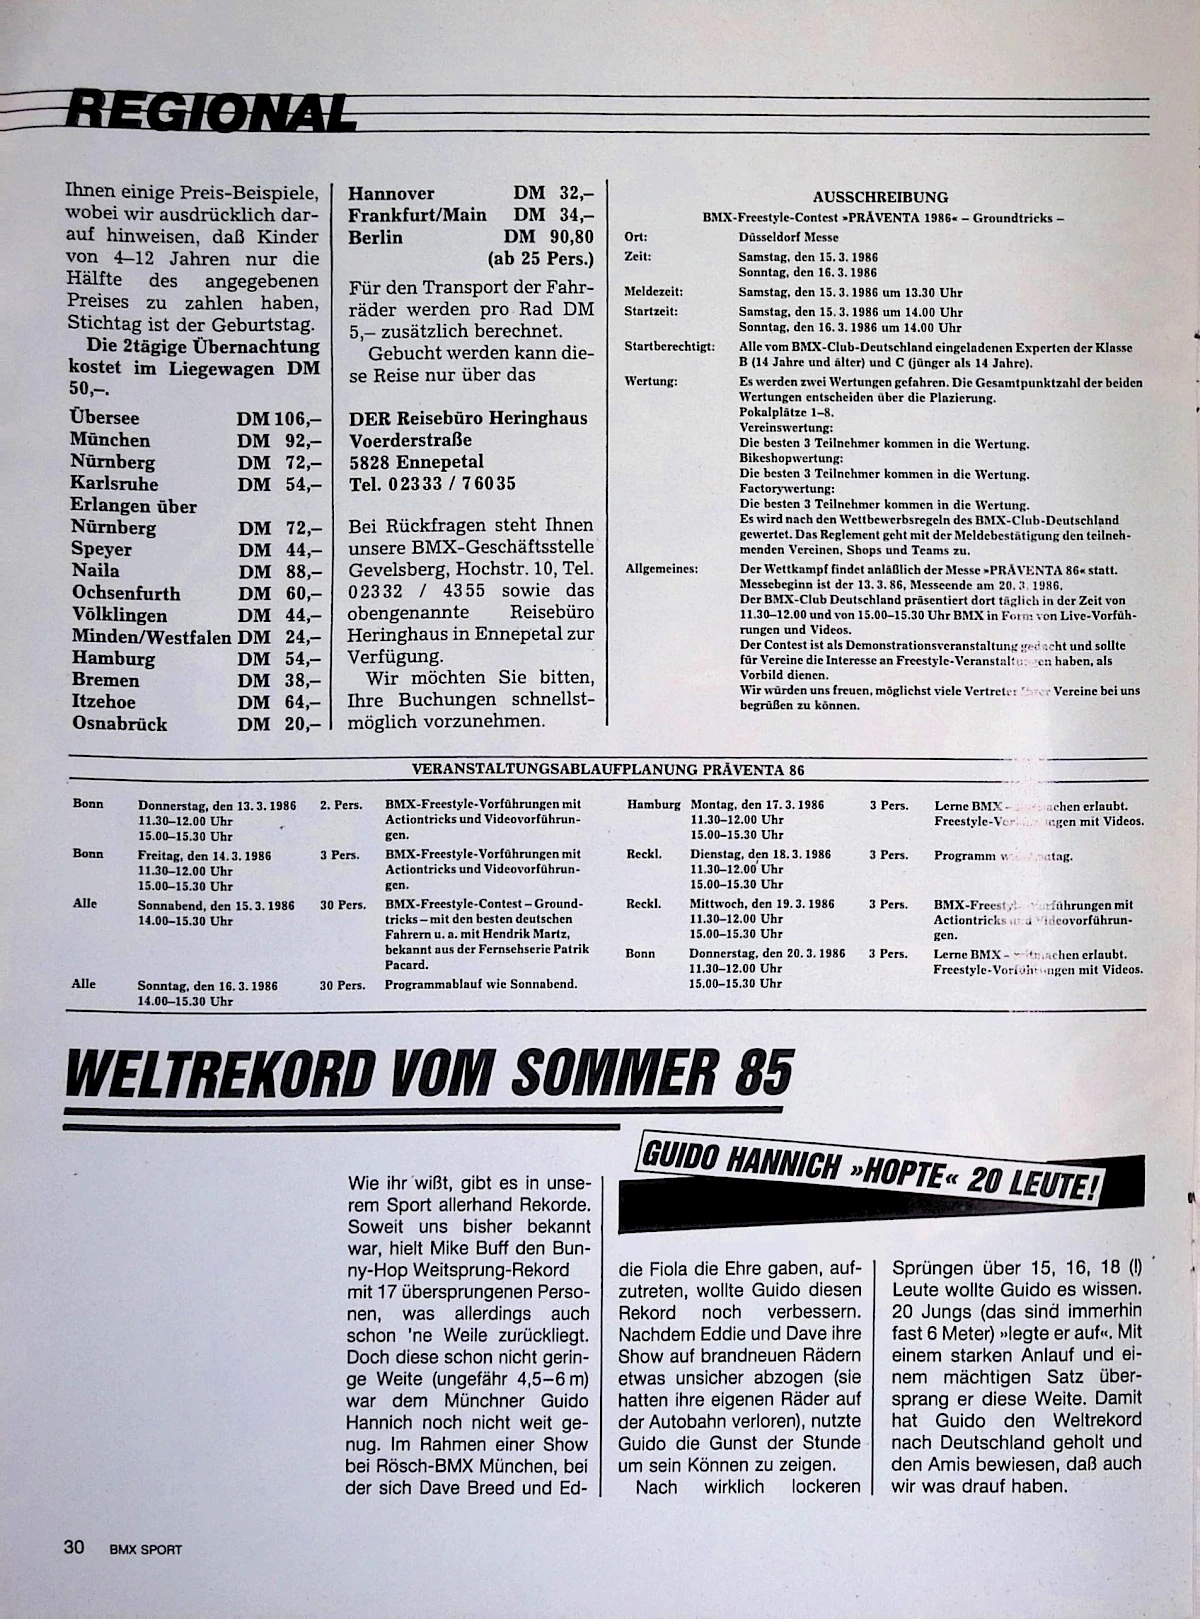 REGIONAL
Ihnen einige Preis-Beispiele,
wobei wir ausdrücklich dar-
auf hinweisen, daß Kinder
von 4–12 Jahren nur die
Hälfte des angegebenen
Preises zu zahlen haben,
Stichtag ist der Geburtstag.
Die 2tägige Übernachtung
kostet im Liegewagen DM
50,–.
Übersee DM 106,–
München DM 92,–
Nürnberg DM 72,–
Karlsruhe DM 54,–
Erlangen über
Nürnberg DM 72,–
Speyer DM 44,–
Naila DM 88,–
Ochsenfurth DM 60,–
Völklingen DM 44,–
Minden/Westfalen DM 24,–
Hamburg DM 54,–
Bremen DM 38,–
Itzehoe DM 64,–
Osnabrück DM 20,–
Hannover DM 32,–
Frankfurt/Main DM 34,–
Berlin DM 90,80
(ab 25 Pers.)
Für den Transport der Fahr-
räder werden pro Rad DM
5,– zusätzlich berechnet.
Gebucht werden kann die-
se Reise nur über das
DER Reisebüro Heringhaus
Voerderstraße
5828 Ennepetal
Tel. 02333 / 76035
Bei Rückfragen steht Ihnen
unsere BMX-Geschäftsstelle
Gevelsberg, Hochstr. 10, Tel.
02332 / 4355 sowie das
obengenannte Reisebüro
Heringhaus in Ennepetal zur
Verfügung.
Wir möchten Sie bitten,
Ihre Buchungen schnellst-
möglich vorzunehmen.
AUSSCHREIBUNG
BMX-Freestyle-Contest »PRÄVENTA 1986« – Groundtricks –
Ort: Düsseldorf Messe
Zeit: Samstag, den 15. 3. 1986
Sonntag, den 16. 3. 1986
Meldezeit: Samstag, den 15. 3. 1986 um 13.30 Uhr
Startzeit: Samstag, den 15. 3. 1986 um 14.00 Uhr
Sonntag, den 16. 3. 1986 um 14.00 Uhr
Startberechtigt: Alle vom BMX-Club-Deutschland eingeladenen Experten der Klasse
B (14 Jahre und älter) und C (jünger als 14 Jahre).
Wertung: Es werden zwei Wertungen gefahren. Die Gesamtpunktzahl der beiden
Wertungen entscheiden über die Plazierung.
Pokalplätze 1–8.
Vereinswertung:
Die besten 3 Teilnehmer kommen in die Wertung.
Bikeshopwertung:
Die besten 3 Teilnehmer kommen in die Wertung.
Factorywertung:
Die besten 3 Teilnehmer kommen in die Wertung.
Es wird nach den Wettbewerbsregeln des BMX-Club-Deutschland
gewertet. Das Reglement geht mit der Meldebestätigung den teilneh-
menden Vereinen, Shops und Teams zu.
Allgemeines: Der Wettkampf findet anläßlich der Messe »PRÄVENTA 86« statt.
Messebeginn ist der 13. 3. 86, Messeende am 20. 3. 1986.
Der BMX-Club Deutschland präsentiert dort täglich in der Zeit von
11.30–12.00 und von 15.00–15.30 Uhr BMX in Form von Live-Vorfüh-
rungen und Videos.
Der Contest ist als Demonstrationsveranstaltung gedacht und sollte
für Vereine die Interesse an Freestyle-Veranstaltungen haben, als
Vorbild dienen.
Wir würden uns freuen, möglichst viele Vertreter Ihrer Vereine bei uns
begrüßen zu können.
VERANSTALTUNGSABLAUFPLANUNG PRÄVENTA 86
Bonn Donnerstag, den 13. 3. 1986 2. Pers. BMX-Freestyle-Vorführungen mit
11.30–12.00 Uhr Actiontricks und Videovorführun-
15.00–15.30 Uhr gen.
Bonn Freitag, den 14. 3. 1986 3 Pers. BMX-Freestyle-Vorführungen mit
11.30–12.00 Uhr Actiontricks und Videovorführun-
15.00–15.30 Uhr gen.
Alle Sonnabend, den 15. 3. 1986 30 Pers. BMX-Freestyle-Contest – Ground-
14.00–15.30 Uhr tricks – mit den besten deutschen
Fahrern u. a. mit Hendrik Martz,
bekannt aus der Fernsehserie Patrik
Pacard.
Alle Sonntag, den 16. 3. 1986 30 Pers. Programmablauf wie Sonnabend.
14.00–15.30 Uhr
Hamburg Montag, den 17. 3. 1986 3 Pers. Lerne BMX – erlaubt.
11.30–12.00 Uhr Freestyle-Vorführungen mit Videos.
15.00–15.30 Uhr
Reckl. Dienstag, den 18. 3. 1986 3 Pers. Programm
11.30–12.00 Uhr
15.00–15.30 Uhr
Reckl. Mittwoch, den 19. 3. 1986 3 Pers. BMX-Freestyle-Vorführungen mit
11.30–12.00 Uhr Actiontricks und Videovorführun-
15.00–15.30 Uhr gen.
Bonn Donnerstag, den 20. 3. 1986 3 Pers. Lerne BMX – mitmachen erlaubt.
11.30–12.00 Uhr Freestyle-Vorführungen mit Videos.
15.00–15.30 Uhr
WELTREKORD VOM SOMMER 85
GUIDO HANNICH »HOPTE« 20 LEUTE!
Wie ihr wißt, gibt es in unse-
rem Sport allerhand Rekorde.
Soweit uns bisher bekannt
war, hielt Mike Buff den Bun-
ny-Hop Weitsprung-Rekord
mit 17 übersprungenen Perso-
nen, was allerdings auch
schon 'ne Weile zurückliegt.
Doch diese schon nicht gerin-
ge Weite (ungefähr 4,5–6 m)
war dem Münchner Guido
Hannich noch nicht weit ge-
nug. Im Rahmen einer Show
bei Rösch-BMX München, bei
der sich Dave Breed und Ed-
die Fiola die Ehre gaben, auf-
zutreten, wollte Guido diesen
Rekord noch verbessern.
Nachdem Eddie und Dave ihre
Show auf brandneuen Rädern
etwas unsicher abzogen (sie
hatten ihre eigenen Räder auf
der Autobahn verloren), nutzte
Guido die Gunst der Stunde
um sein Können zu zeigen.
Nach wirklich lockeren
Sprüngen über 15, 16, 18 (!)
Leute wollte Guido es wissen.
20 Jungs (das sind immerhin
fast 6 Meter) »legte er auf«. Mit
einem starken Anlauf und ei-
nem mächtigen Satz über-
sprang er diese Weite. Damit
hat Guido den Weltrekord
nach Deutschland geholt und
den Amis bewiesen, daß auch
wir was drauf haben.
30 BMX SPORT